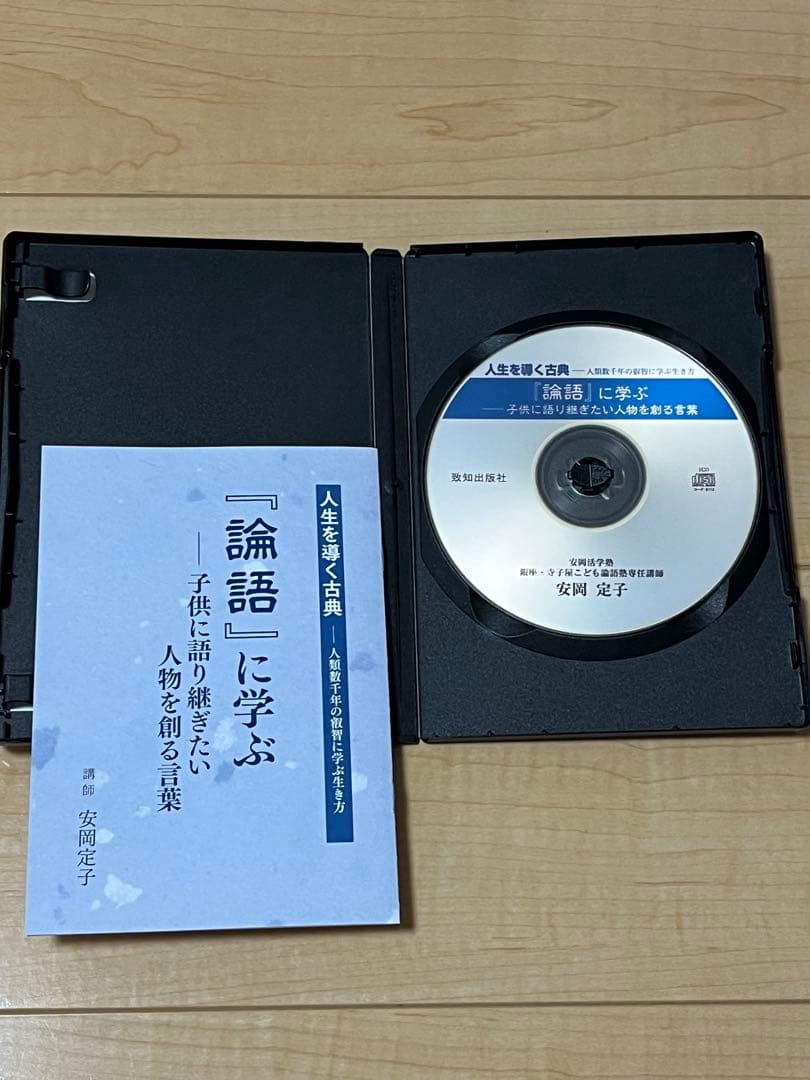 人生を導く古典――人類数千年の叡智に学ぶ生き方
『論語』に学ぶ
――子供に語り継ぎたい人物を創る言葉
致知出版社
安岡活学塾
銀座・寺子屋こども論語塾専任講師
安岡 定子
人生を導く古典――人類数千年の叡智に学ぶ生き方
『論語』に学ぶ
――子供に語り継ぎたい
人物を創る言葉
講師 安岡定子